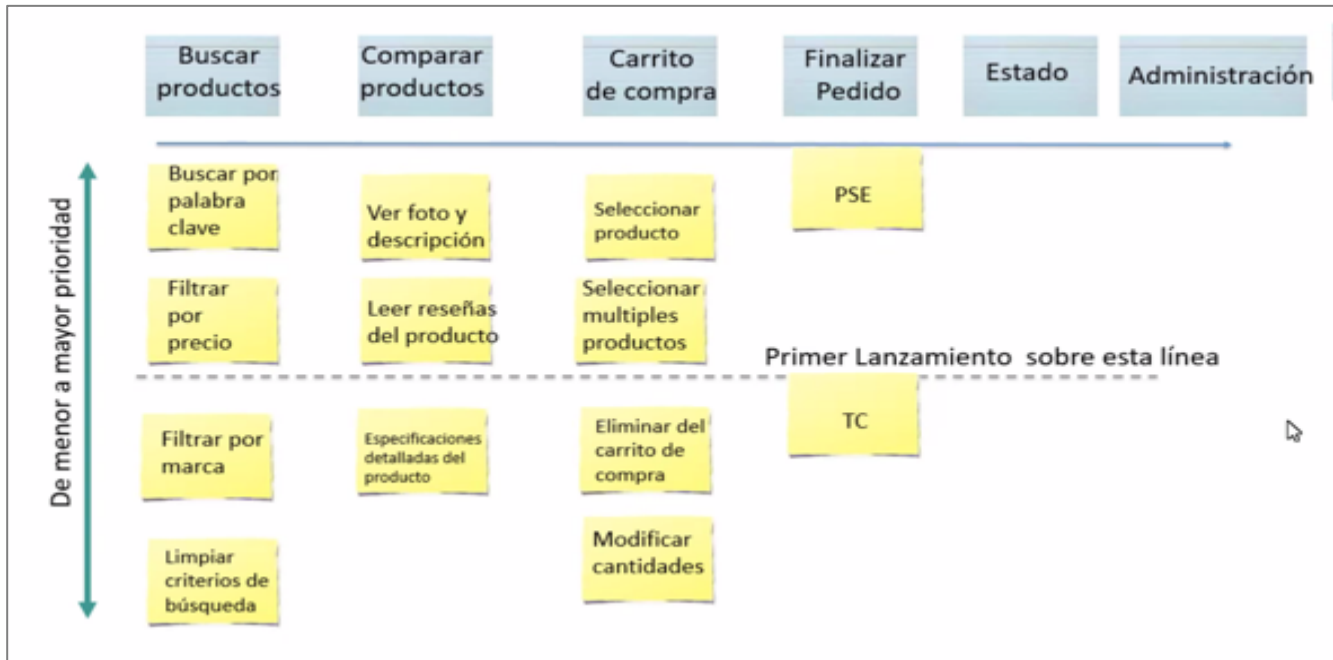 Buscar
productos
Comparar
productos
Carrito
de compra
Finalizar
Pedido
Estado
Administración
De menor a mayor prioridad
Buscar por
palabra
clave
Ver foto y
descripción
Seleccionar
producto
PSE
Filtrar
por
precio
Leer reseñas
del producto
Seleccionar
multiples
productos
Primer Lanzamiento sobre esta línea
Filtrar por
marca
Especificaciones
detalladas del
producto
Eliminar del
carrito de
compra
TC
Limpiar
criterios de
búsqueda
Modificar
cantidades